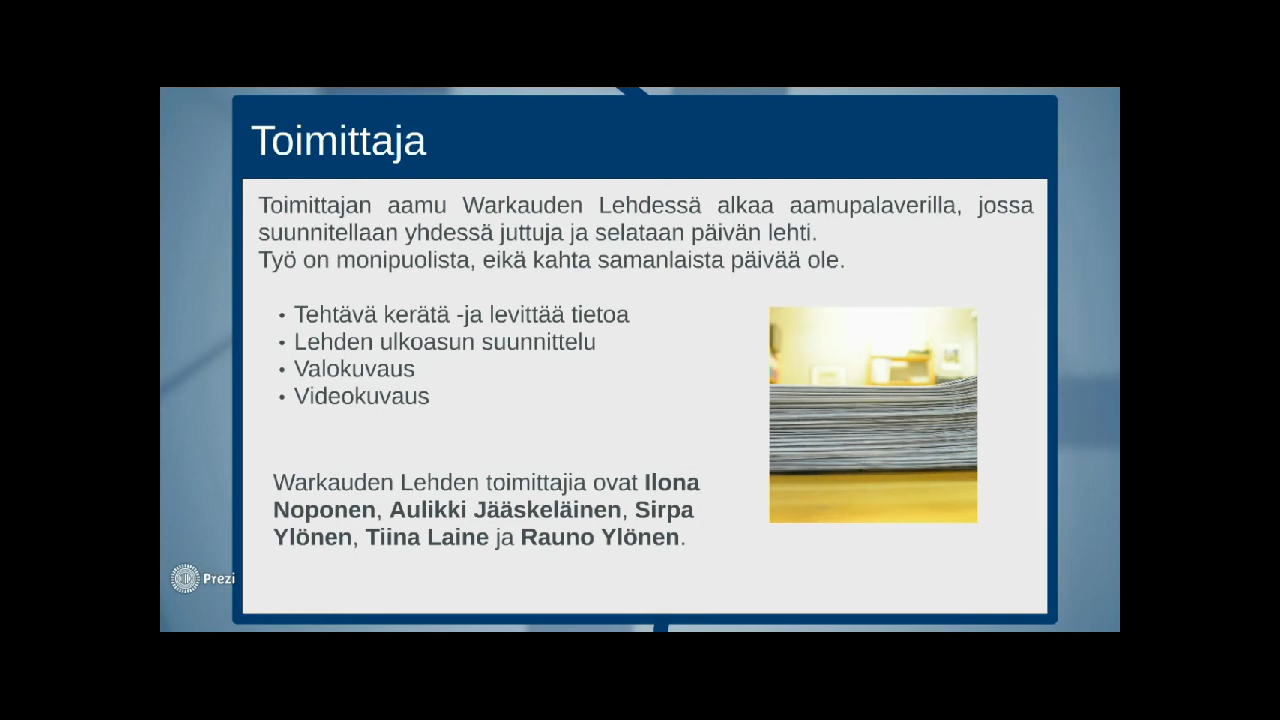 Toimittaja
Toimittajan aamu Warkauden Lehdessä alkaa aamupalaverilla, jossa
suunnitellaan yhdessä juttuja ja selataan päivän lehti.
Työ on monipuolista, eikä kahta samanlaista päivää ole.
• Tehtävä kerätä -ja levittää tietoa
• Lehden ulkoasun suunnittelu
• Valokuvaus
• Videokuvaus
Warkauden Lehden toimittajia ovat Ilona
Noponen, Aulikki Jääskeläinen, Sirpa
Ylönen, Tiina Laine ja Rauno Ylönen.
Prezi